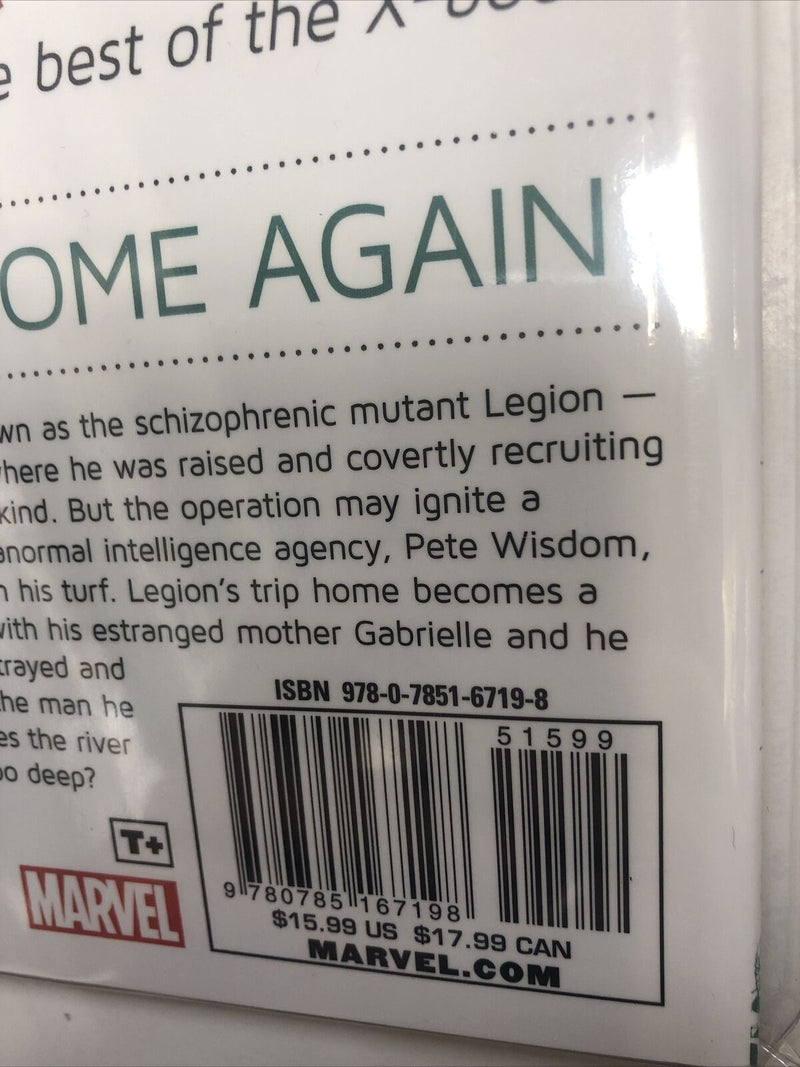 best of the X-
OME AGAIN
wn as the schizophrenic mutant Legion —
here he was raised and covertly recruiting
kind. But the operation may ignite a
anormal intelligence agency, Pete Wisdom,
his turf. Legion's trip home becomes a
with his estranged mother Gabrielle and he
trayed and
he man he
es the river
oo deep?
ISBN 978-0-7851-6719-8
51599
9 780785 167198
$15.99 US $17.99 CAN
MARVEL.COM
T+
MARVEL